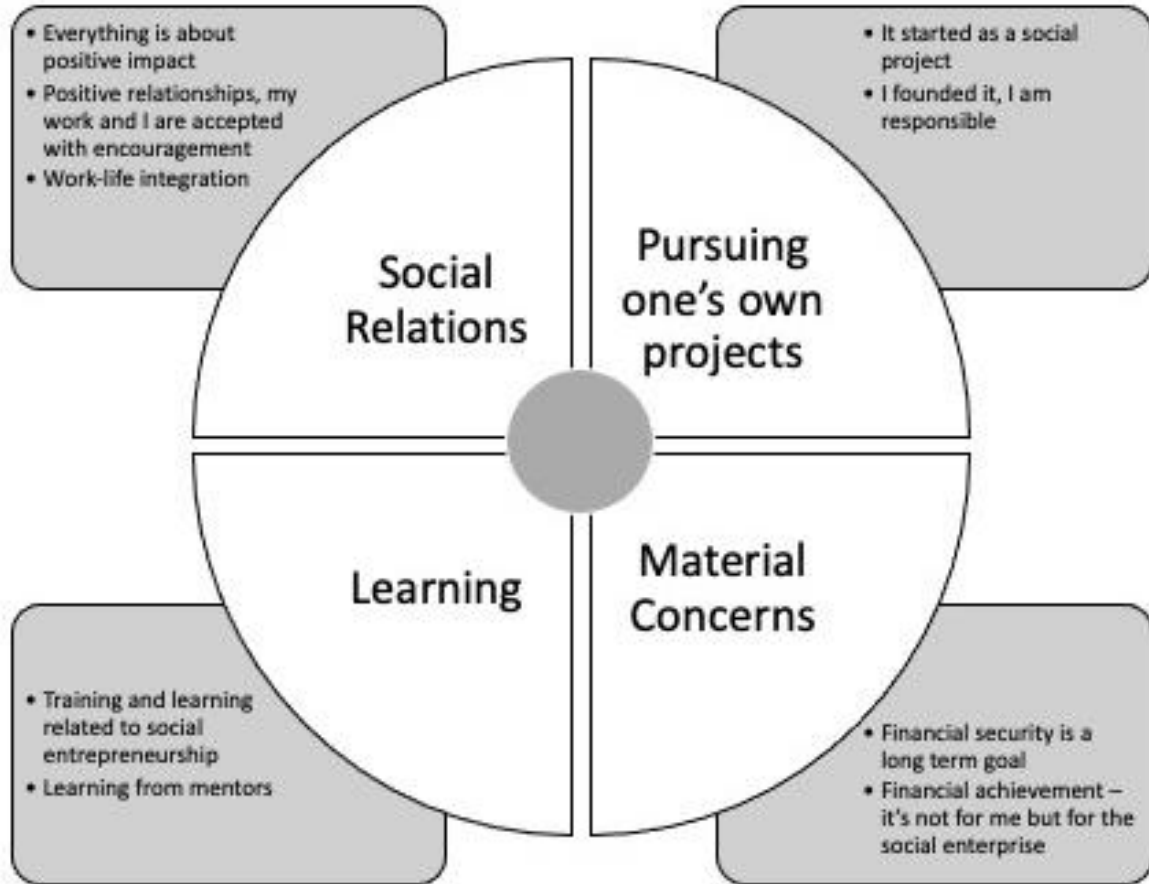 • Everything is about
positive impact
• Positive relationships, my
work and I are accepted
with encouragement
• Work-life integration
• It started as a social
project
• I founded it, I am
responsible
Social
Relations
Pursuing
one's own
projects
Learning
Material
Concerns
• Training and learning
related to social
entrepreneurship
• Learning from mentors
• Financial security is a
long term goal
• Financial achievement –
it's not for me but for the
social enterprise